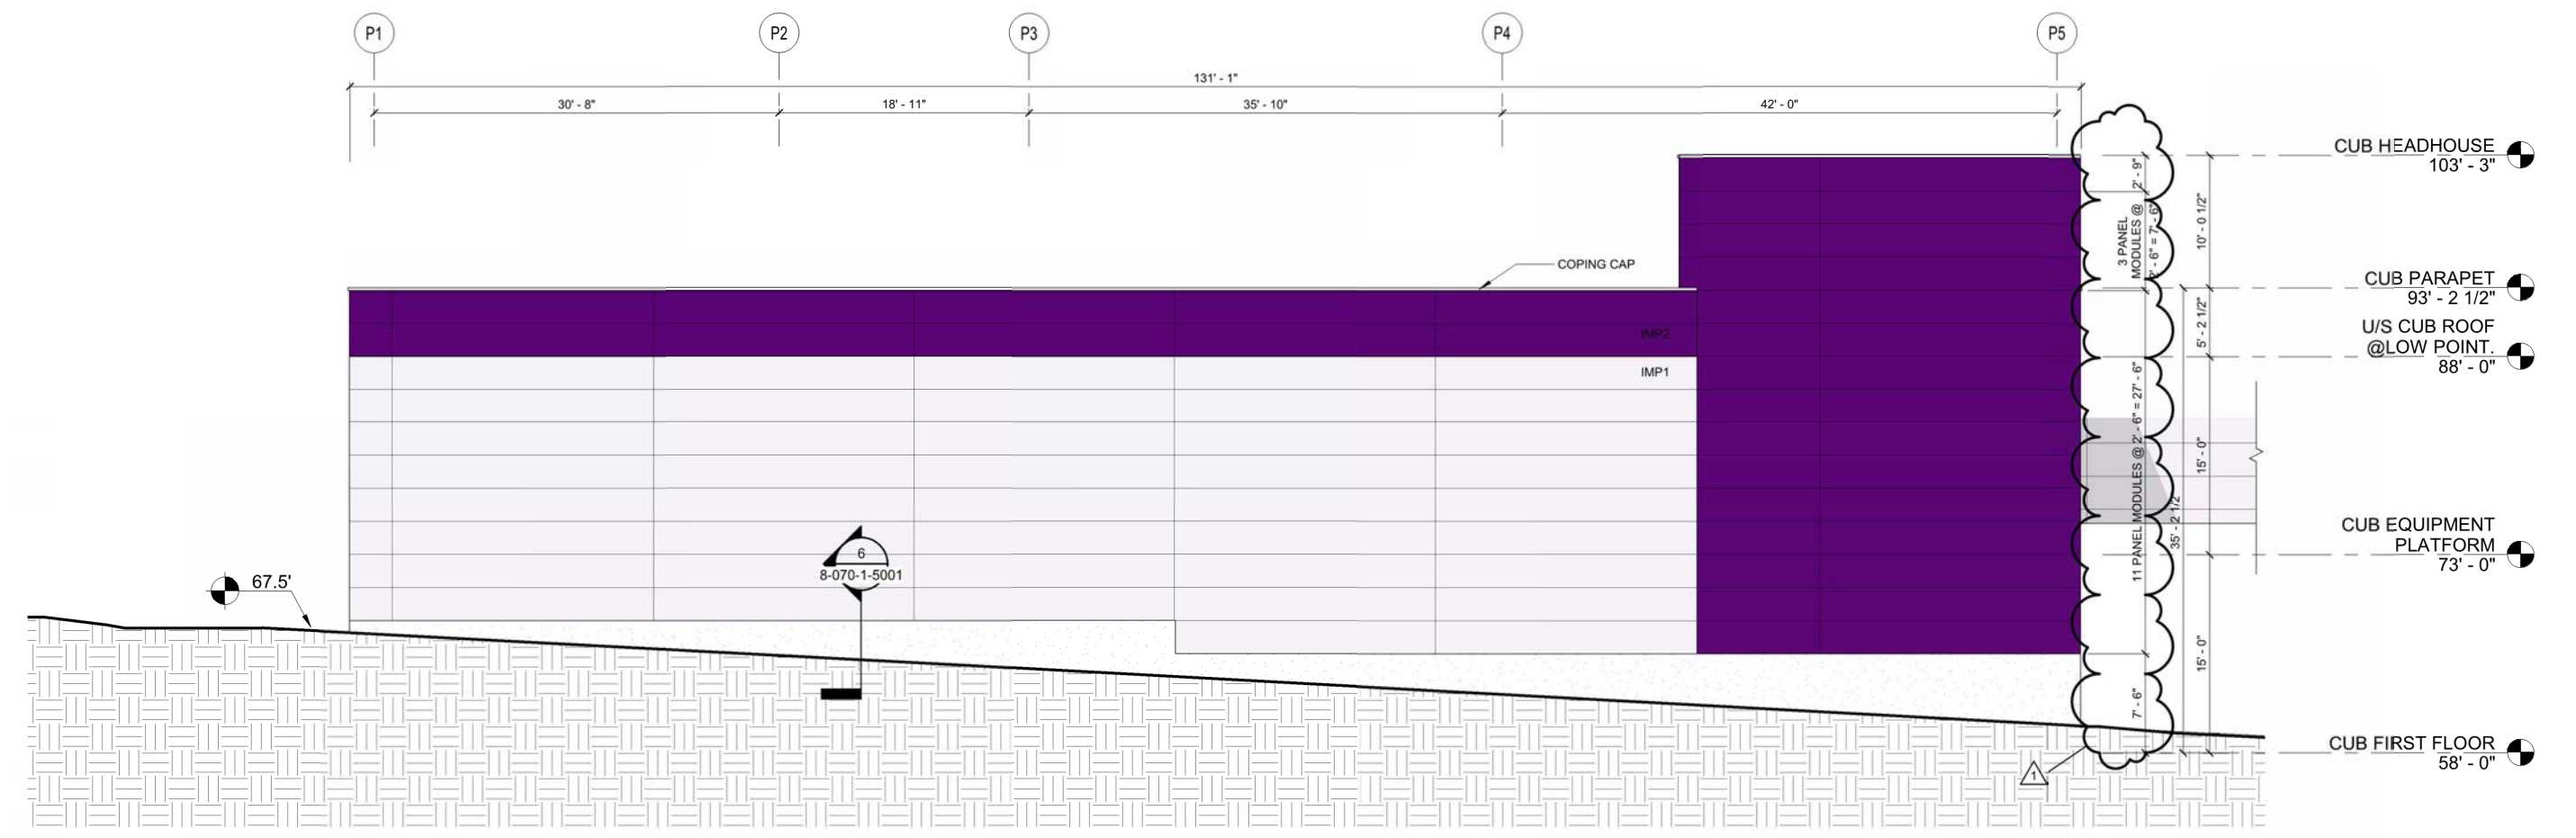 P1
P2
P3
P4
P5
131' - 1"
30' - 8"
18' - 11"
35' - 10"
42' - 0"
CUB HEADHOUSE
103' - 3"
2' - 9"
3 PANEL
MODULES @
2' - 6" = 7' - 6"
10' - 0 1/2"
COPING CAP
CUB PARAPET
93' - 2 1/2"
5' - 2 1/2"
U/S CUB ROOF
@LOW POINT.
88' - 0"
IMP2
IMP1
11 PANEL MODULES @ 2' - 6" = 27' - 6"
15' - 0"
35' - 2 1/2
CUB EQUIPMENT
PLATFORM
73' - 0"
6
8-070-1-5001
67.5'
15' - 0"
7' - 6"
CUB FIRST FLOOR
58' - 0"
1